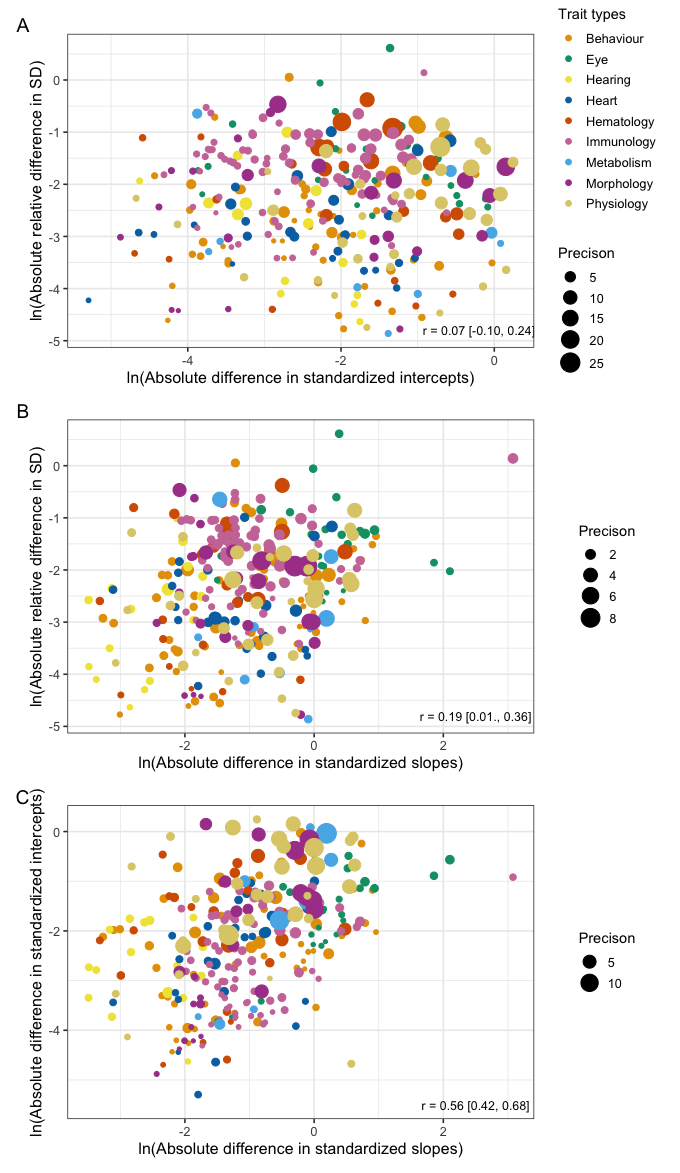 A
Trait types
Behaviour
Eye
Hearing
Heart
Hematology
Immunology
Metabolism
Morphology
Physiology
Precison
5
10
15
20
25
ln(Absolute relative difference in SD)
0
-1
-2
-3
-4
-5
r = 0.07 [-0.10, 0.24]
-4
-2
0
ln(Absolute difference in standardized intercepts)
B
ln(Absolute relative difference in SD)
0
-1
-2
-3
-4
-5
r = 0.19 [0.01., 0.36]
-2
0
2
ln(Absolute difference in standardized slopes)
Precison
2
4
6
8
C
ln(Absolute difference in standardized intercepts)
0
-2
-4
r = 0.56 [0.42, 0.68]
-2
0
2
ln(Absolute difference in standardized slopes)
Precison
5
10